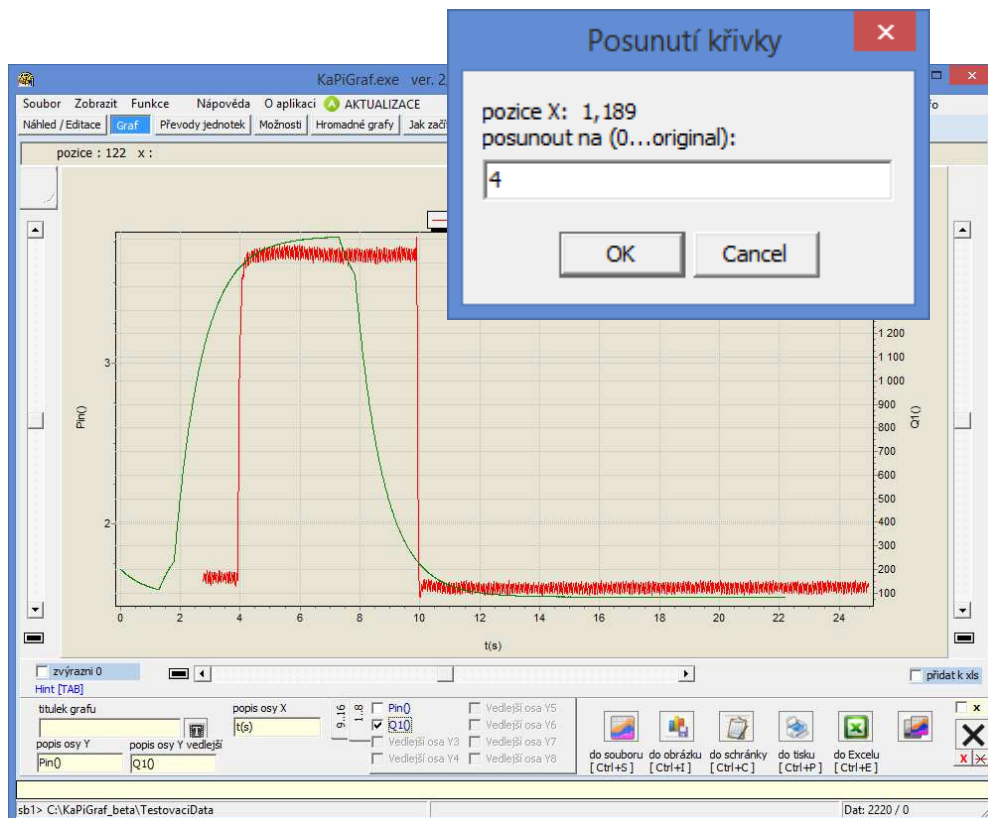 Posunutí křivky
pozice X: 1,189
posunout na (0...original):
4
OK
Cancel
KaPiGraf.exe ver. 2
Soubor Zobrazit Funkce Nápověda O aplikaci AKTUALIZACE
Náhled / Editace Graf Převody jednotek Možnosti Hromadné grafy
pozice : 122 x :
3
2
Pin()
1 200
1 100
1 000
900
800
700
600
500
400
300
200
100
Q1()
0 2 4 6 8 10 12 14 16 18 20 22 24
t(s)
zvýrazni 0
přidat k xls
Hint [TAB]
titulek grafu
popis osy X
t(s)
popis osy Y
popis osy Y vedlejší
Pin()
Q1()
9..16
1..8
Pin() Vedlejší osa Y5
Q1() Vedlejší osa Y6
Vedlejší osa Y3 Vedlejší osa Y7
Vedlejší osa Y4 Vedlejší osa Y8
do souboru do obrázku do schránky do tisku do Excelu
[ Ctrl+S ] [ Ctrl+I ] [ Ctrl+C ] [ Ctrl+P ] [ Ctrl+E ]
x
sb1> C:\KaPiGraf_beta\TestovaciData
Dat: 2220 / 0